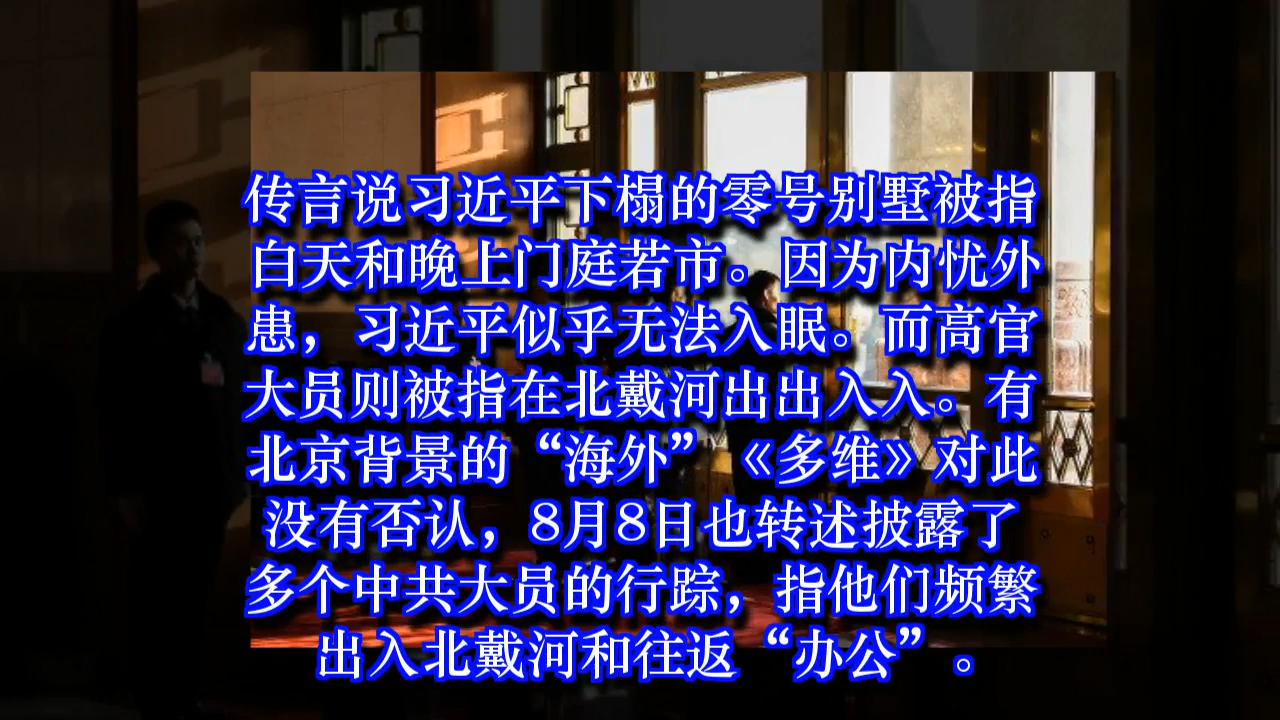 传言说习近平下榻的零号别墅被指
白天和晚上门庭若市。因为内忧外
患，习近平似乎无法入眠。而高官
大员则被指在北戴河出出入入。有
北京背景的“海外”《多维》对此
没有否认，8月8日也转述披露了
多个中共大员的行踪，指他们频繁
出入北戴河和往返“办公”。